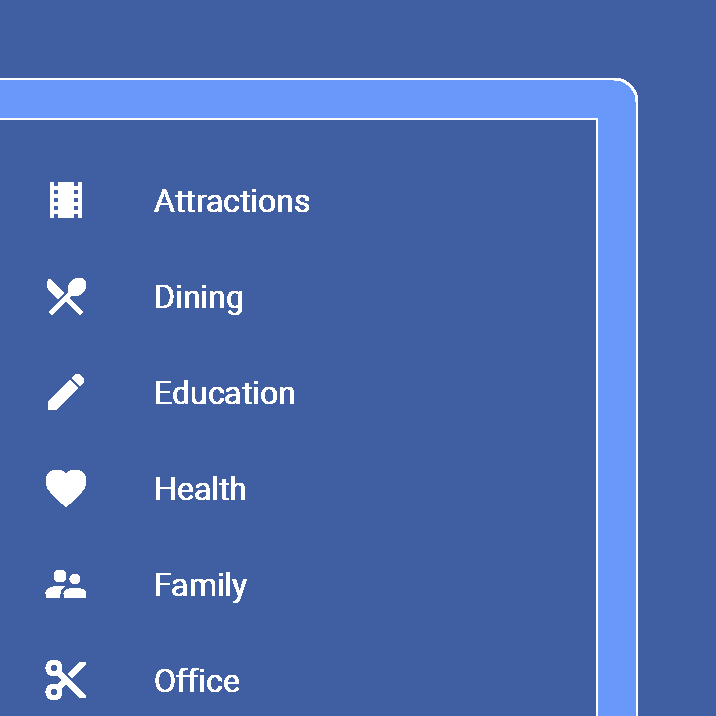 Attractions
Dining
Education
Health
Family
Office